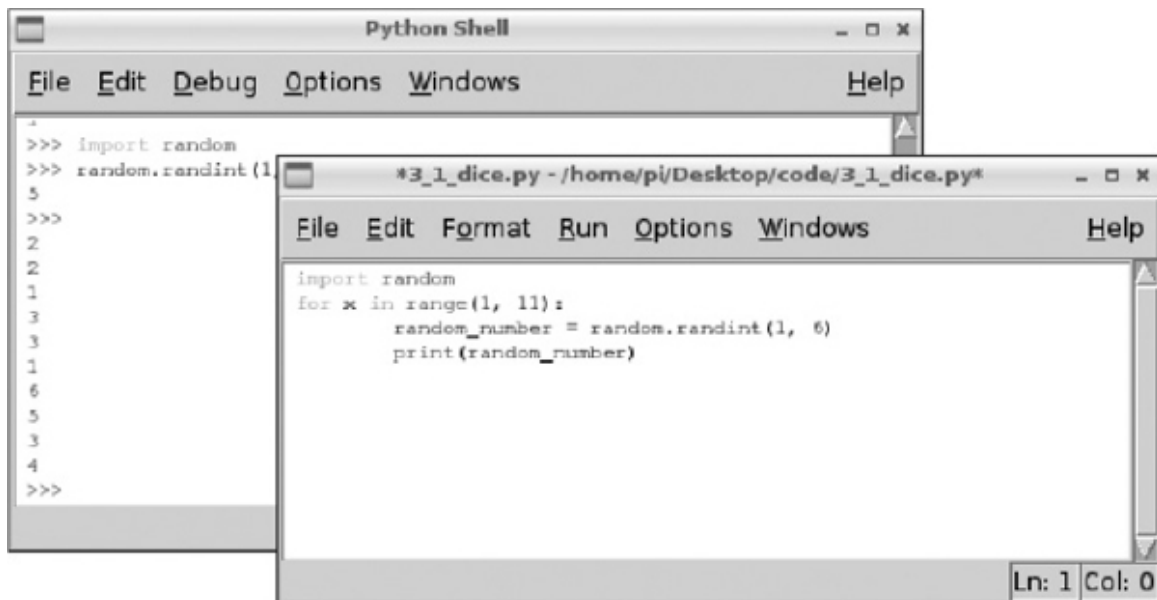 Python Shell
File Edit Debug Options Windows Help
>>> import random
>>> random.randint(1,
5
>>>
2
2
1
3
3
1
6
5
3
4
>>>
*3_1_dice.py - /home/pi/Desktop/code/3_1_dice.py*
File Edit Format Run Options Windows Help
import random
for x in range(1, 11):
random_number = random.randint(1, 6)
print(random_number)
Ln: 1 Col: 0